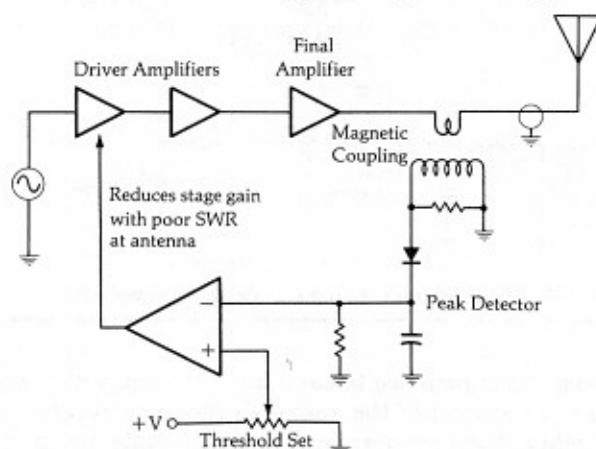 Final
Amplifier
Driver Amplifiers
Magnetic
Coupling
Reduces stage gain
with poor SWR
at antenna
−
+
Peak Detector
+V
Threshold Set